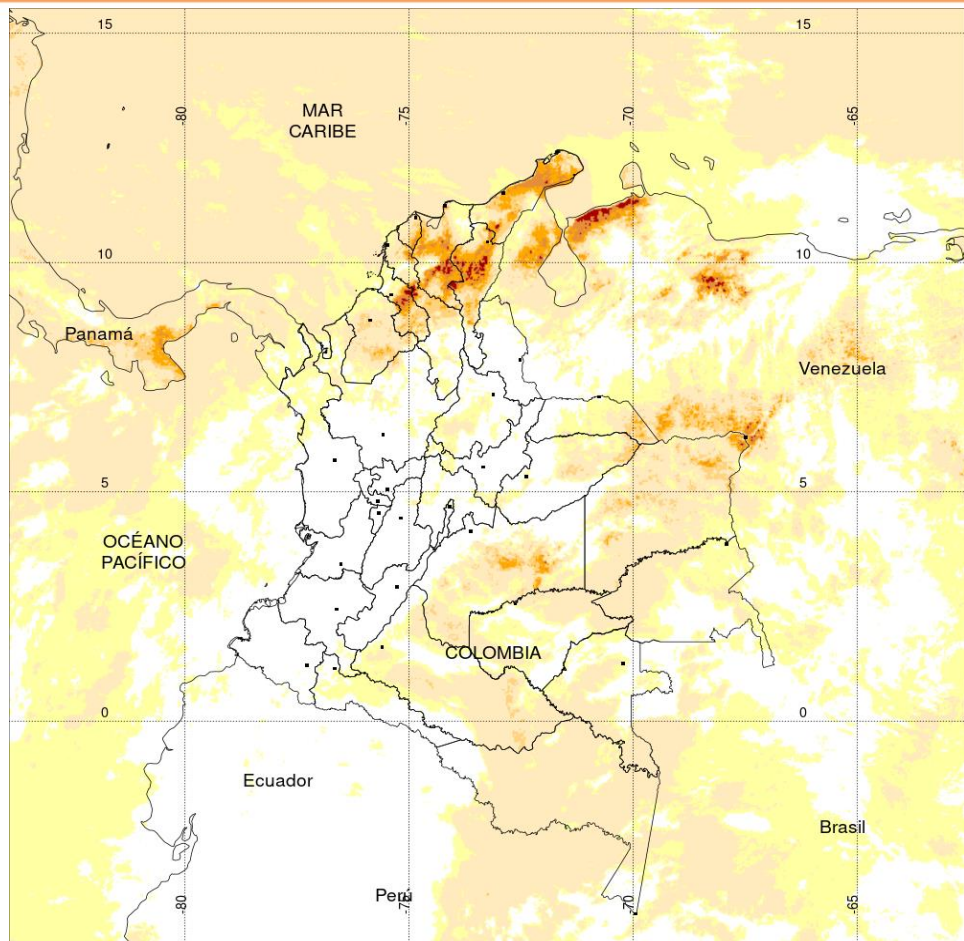 15
15
-80
-75
-70
-65
MAR
CARIBE
10
10
Panamá
Venezuela
5
5
OCÉANO
PACÍFICO
COLOMBIA
0
0
Ecuador
Brasil
Perú
-80
-75
-70
-65